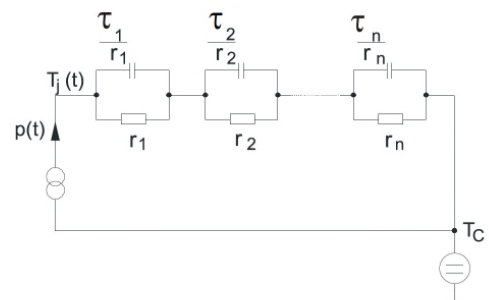 τ1 τ2 τn
r1 r2 rn
Tj (t)
p(t)
r1 r2 rn
TC